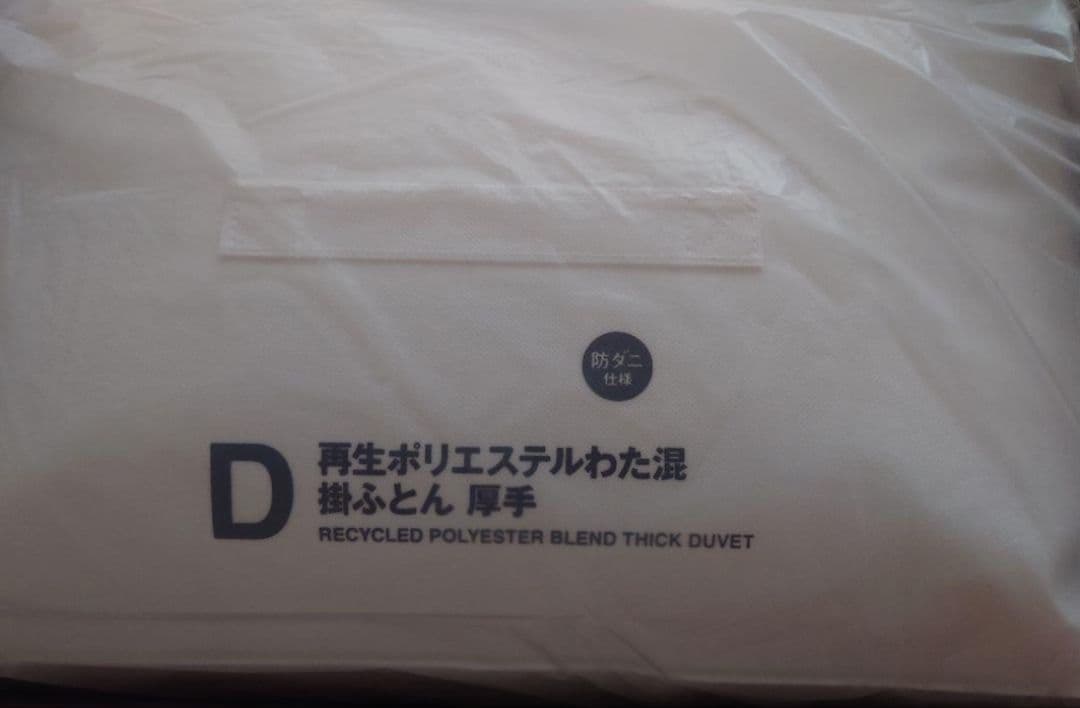 防ダニ
仕様
D
再生ポリエステルわた混
掛ふとん 厚手
RECYCLED POLYESTER BLEND THICK DUVET